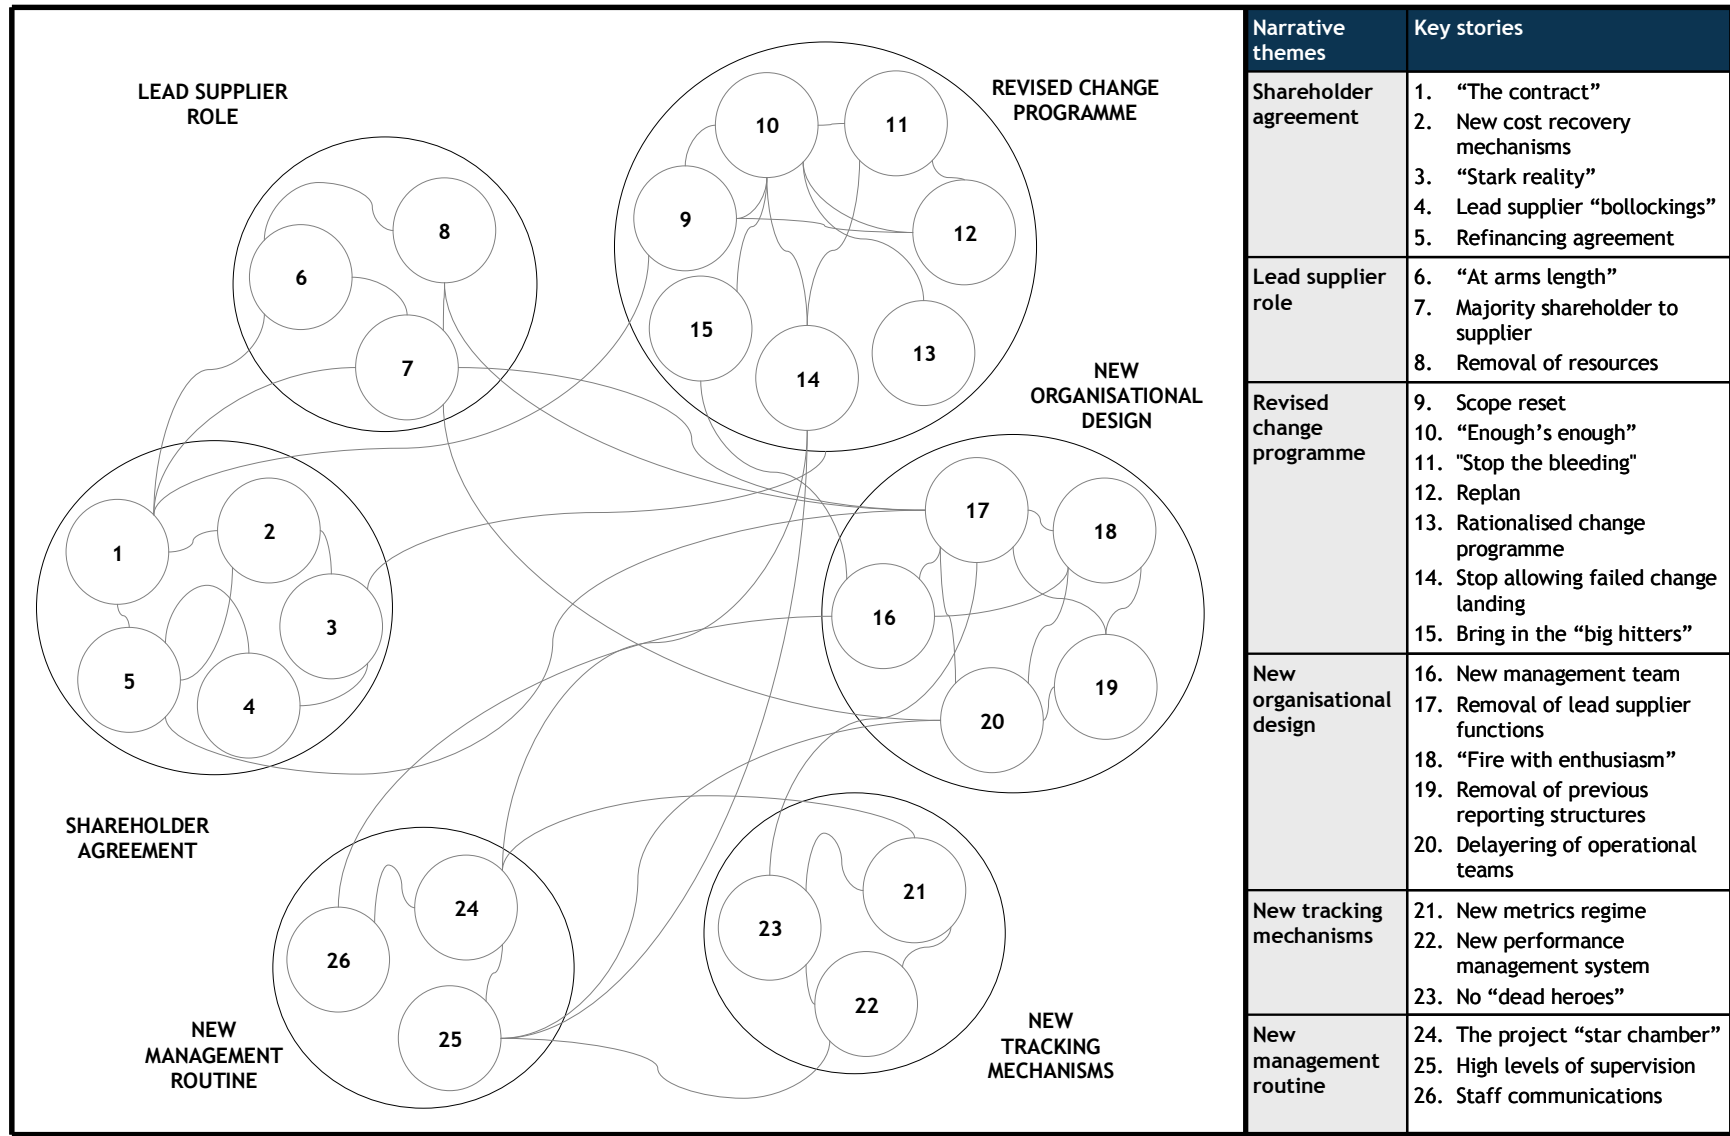 LEAD SUPPLIER
ROLE
8
6
7
REVISED CHANGE
PROGRAMME
10
11
9
12
15
13
14
NEW
ORGANISATIONAL
DESIGN
17
18
16
19
20
1
2
3
5
4
SHAREHOLDER
AGREEMENT
24
26
25
NEW
MANAGEMENT
ROUTINE
21
23
22
NEW
TRACKING
MECHANISMS
Narrative
themes
Key stories
Shareholder
agreement
1. “The contract”
2. New cost recovery
mechanisms
3. “Stark reality”
4. Lead supplier “bollockings”
5. Refinancing agreement
Lead supplier
role
6. “At arms length”
7. Majority shareholder to
supplier
8. Removal of resources
Revised
change
programme
9. Scope reset
10. “Enough’s enough”
11. "Stop the bleeding"
12. Replan
13. Rationalised change
programme
14. Stop allowing failed change
landing
15. Bring in the “big hitters”
New
organisational
design
16. New management team
17. Removal of lead supplier
functions
18. “Fire with enthusiasm”
19. Removal of previous
reporting structures
20. Delayering of operational
teams
New tracking
mechanisms
21. New metrics regime
22. New performance
management system
23. No “dead heroes”
New
management
routine
24. The project “star chamber”
25. High levels of supervision
26. Staff communications